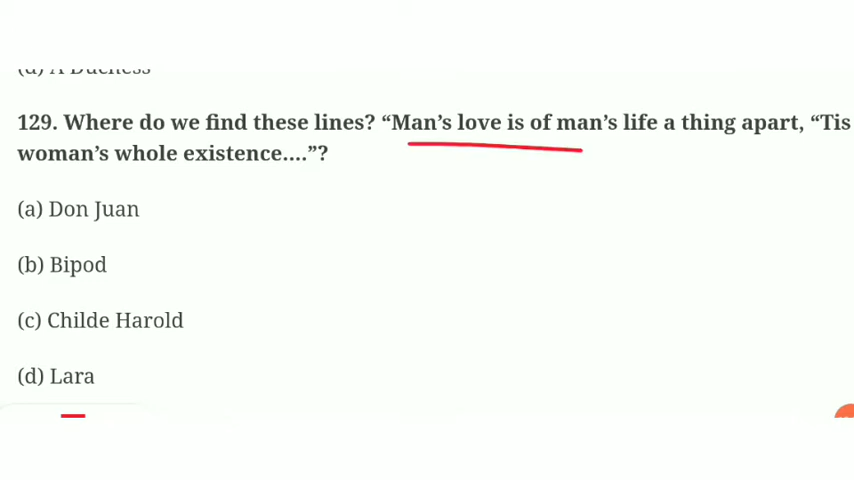 (d) A Duchess
129. Where do we find these lines? “Man’s love is of man’s life a thing apart, “Tis
woman’s whole existence....”?
(a) Don Juan
(b) Bipod
(c) Childe Harold
(d) Lara